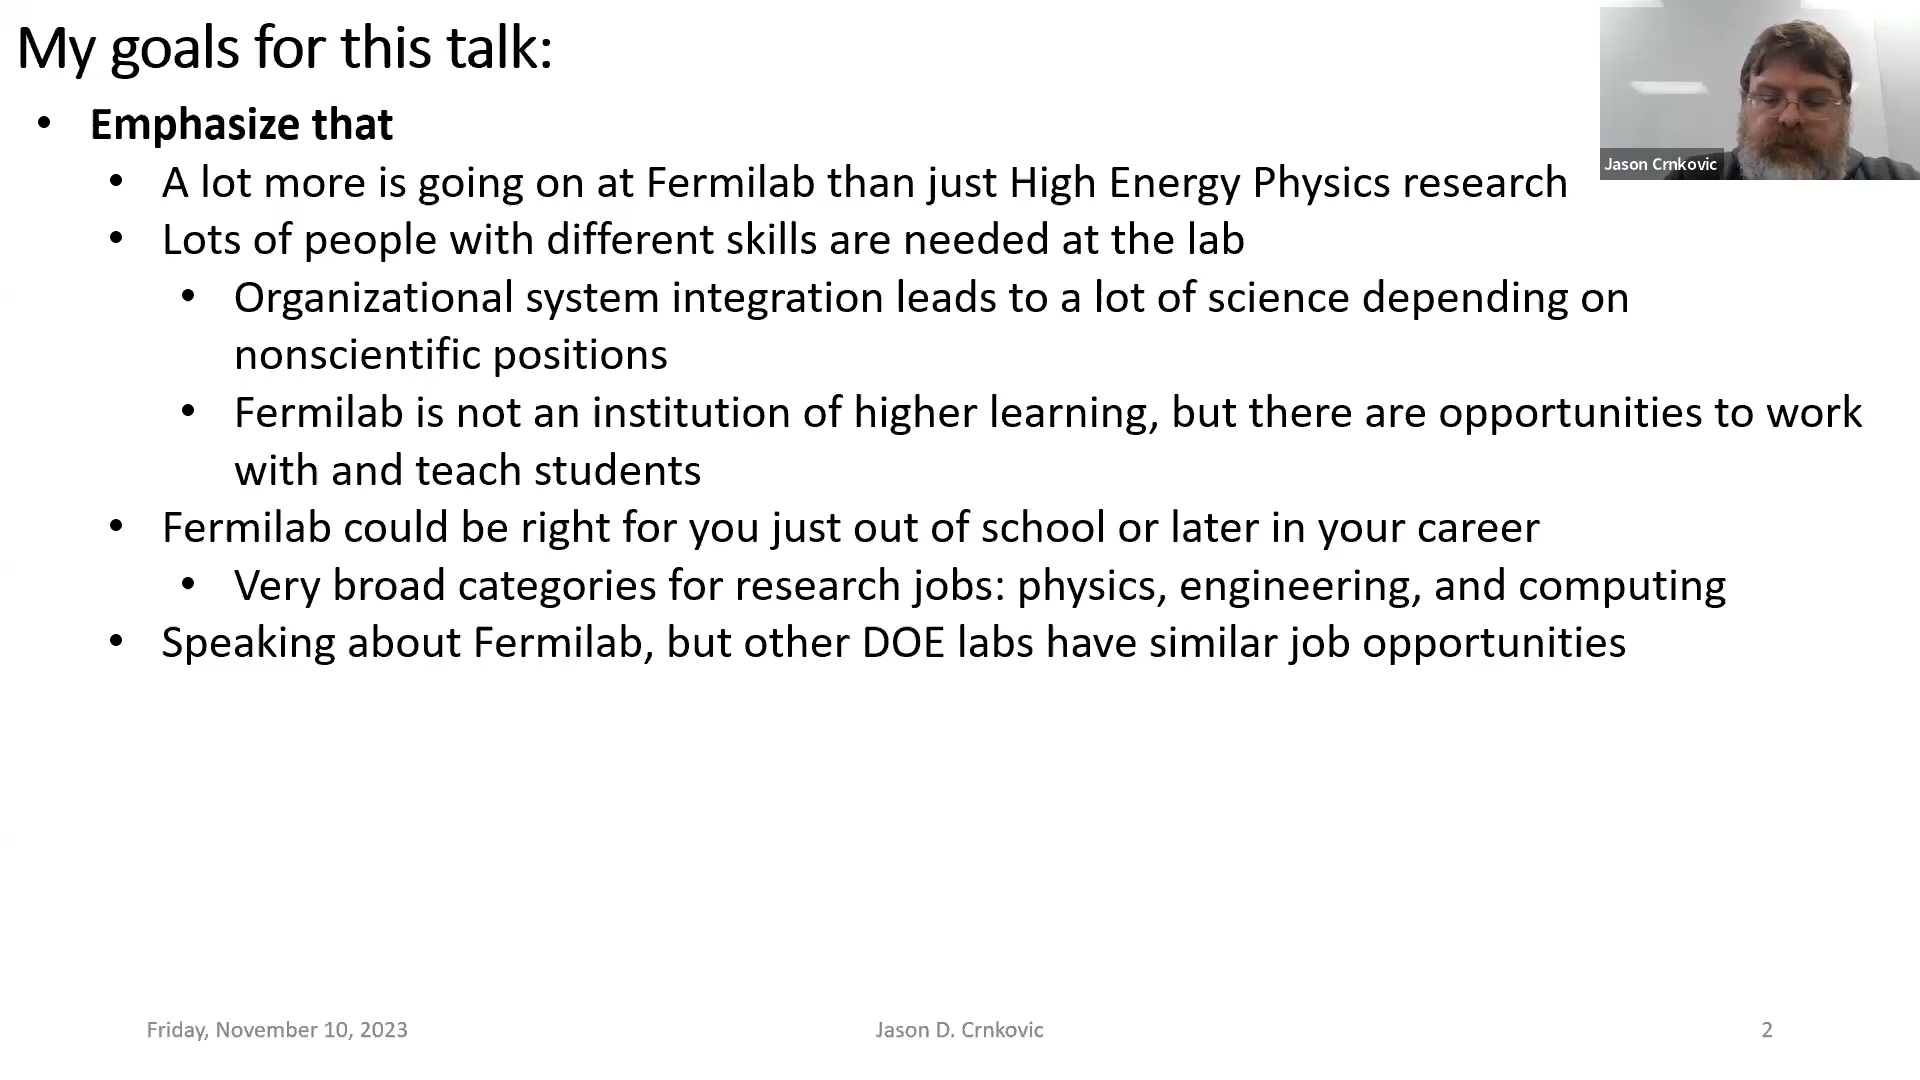 My goals for this talk:
• Emphasize that
• A lot more is going on at Fermilab than just High Energy Physics research
• Lots of people with different skills are needed at the lab
• Organizational system integration leads to a lot of science depending on
nonscientific positions
• Fermilab is not an institution of higher learning, but there are opportunities to work
with and teach students
• Fermilab could be right for you just out of school or later in your career
• Very broad categories for research jobs: physics, engineering, and computing
• Speaking about Fermilab, but other DOE labs have similar job opportunities
Jason Crnkovic
Friday, November 10, 2023
Jason D. Crnkovic
2